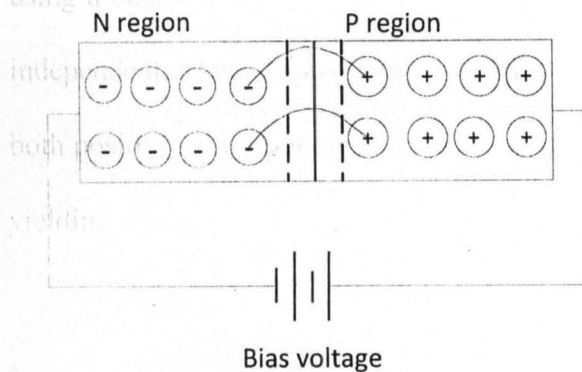 N region P region
- - - - + + + +
- - - - + + + +
Bias voltage